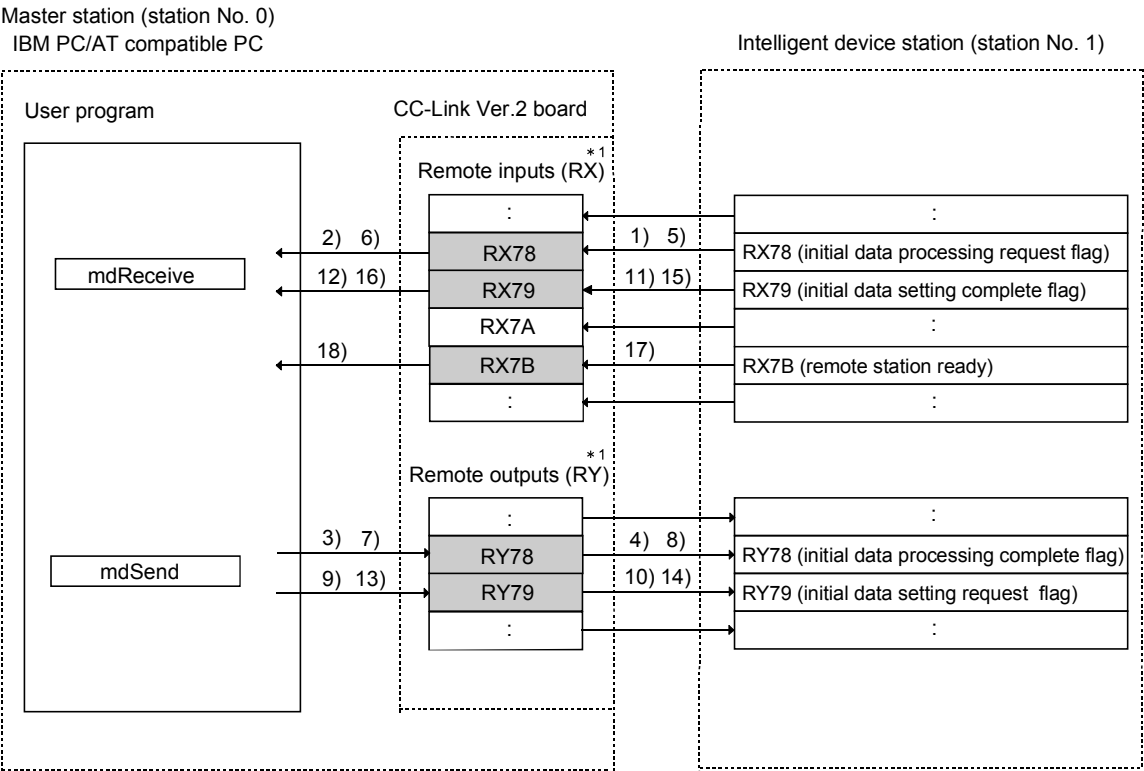 Master station (station No. 0)
IBM PC/AT compatible PC
Intelligent device station (station No. 1)
User program
CC-Link Ver.2 board
Remote inputs (RX) *1
:
:
2) 6)
RX78
1) 5)
RX78 (initial data processing request flag)
mdReceive
12) 16)
RX79
11) 15)
RX79 (initial data setting complete flag)
RX7A
:
18)
RX7B
17)
RX7B (remote station ready)
:
:
Remote outputs (RY) *1
:
:
3) 7)
RY78
4) 8)
RY78 (initial data processing complete flag)
mdSend
9) 13)
RY79
10) 14)
RY79 (initial data setting request flag)
:
: